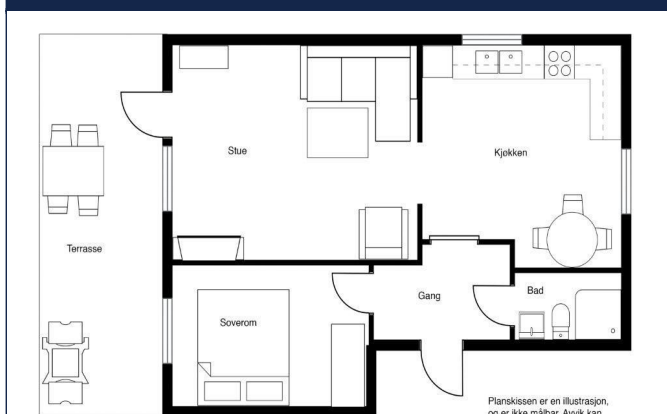 Stue
Kjøkken
Terrasse
Soverom
Gang
Bad
Planskissen er en illustrasjon,
og er ikke målbar. Avvik kan